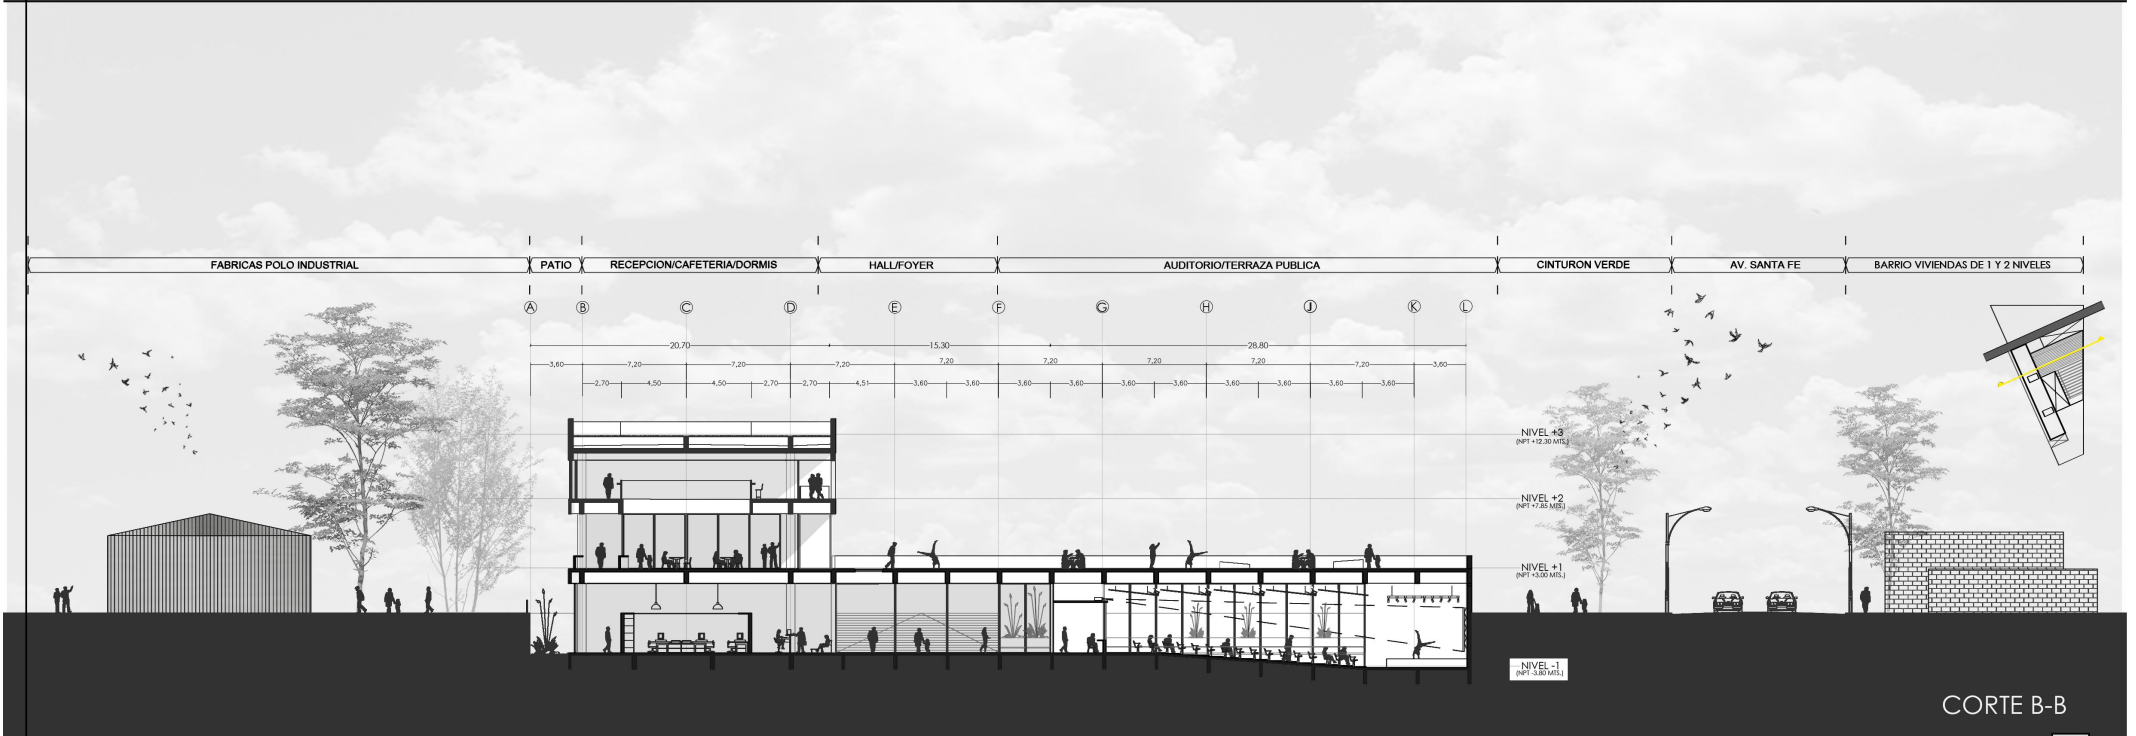 FABRICAS POLO INDUSTRIAL
PATIO
RECEPCION/CAFETERIA/DORMIS
HALL/FOYER
AUDITORIO/TERRAZA PUBLICA
CINTURON VERDE
AV. SANTA FE
BARRIO VIVIENDAS DE 1 Y 2 NIVELES
A B C D E F G H J K L
20,70 15,30 28,80
3,60 7,20 7,20 7,20 7,20 7,20 7,20 7,20 7,20 3,60
2,70 4,50 4,50 2,70 2,70 4,51 3,60 3,60 3,60 3,60 3,60 3,60 3,60 3,60 3,60 3,60
NIVEL +3
(NPT +12.30 MTS.)
NIVEL +2
(NPT +7.85 MTS.)
NIVEL +1
(NPT +3.00 MTS.)
NIVEL -1
(NPT -3.80 MTS.)
CORTE B-B